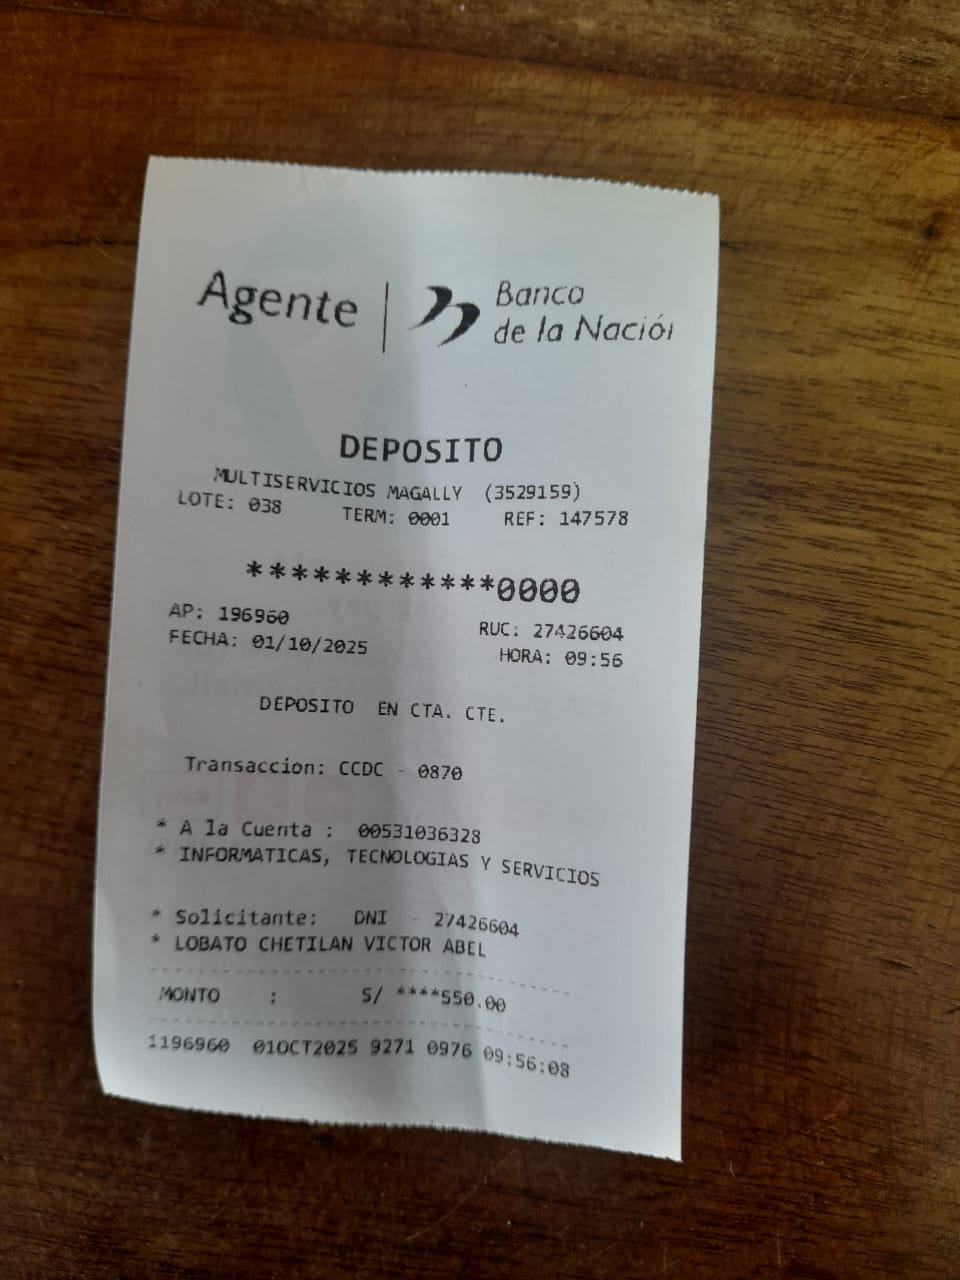 Agente | Banco
de la Nación
DEPOSITO
MULTISERVICIOS MAGALLY (3529159)
LOTE: 038 TERM: 0001 REF: 147578
************0000
AP: 196960 RUC: 27426604
FECHA: 01/10/2025 HORA: 09:56
DEPOSITO EN CTA. CTE.
Transaccion: CCDC - 0870
* A la Cuenta : 00531036328
* INFORMATICAS, TECNOLOGIAS Y SERVICIOS
* Solicitante: DNI - 27426604
* LOBATO CHETILAN VICTOR ABEL
MONTO : S/ ****550.00
1196960 01OCT2025 9271 0976 09:56:08